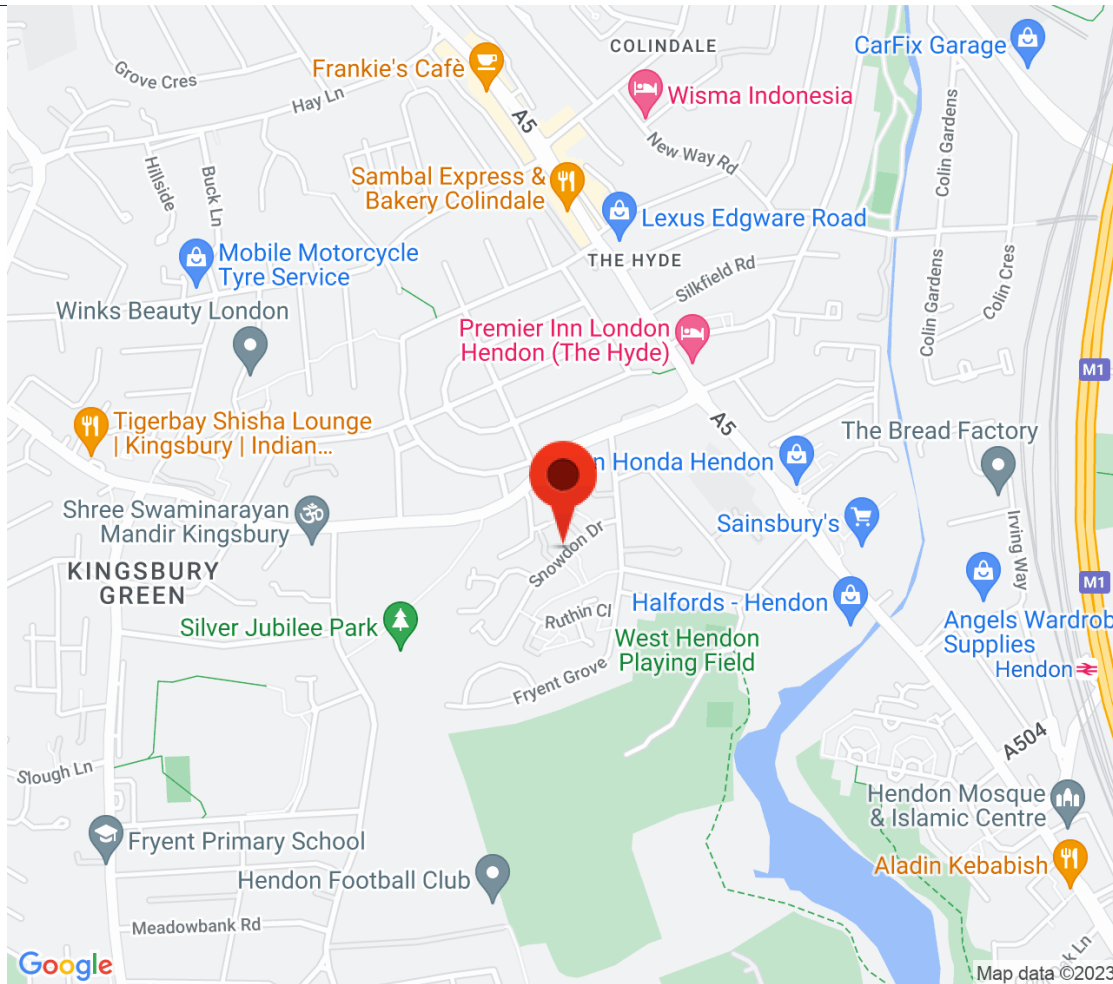 COLINDALE
CarFix Garage
Frankie's Cafè
Grove Cres
Hay Ln
A5
Wisma Indonesia
New Way Rd
Colin Gardens
Hillside
Buck Ln
Sambal Express &
Bakery Colindale
Lexus Edgware Road
Mobile Motorcycle
Tyre Service
THE HYDE
Silkfield Rd
Colin Gardens
Colin Cres
Winks Beauty London
Premier Inn London
Hendon (The Hyde)
M1
Tigerbay Shisha Lounge
| Kingsbury | Indian...
A5
The Bread Factory
n Honda Hendon
Shree Swaminarayan
Mandir Kingsbury
Sainsbury's
Irving Way
Snowdon Dr
KINGSBURY
GREEN
M1
Ruthin Cl
Halfords - Hendon
Angels Wardrob
Supplies
Silver Jubilee Park
West Hendon
Playing Field
Hendon
Fryent Grove
A504
Slough Ln
Hendon Mosque
& Islamic Centre
Fryent Primary School
Aladin Kebabish
Hendon Football Club
Meadowbank Rd
Ln
Google
Map data ©2023